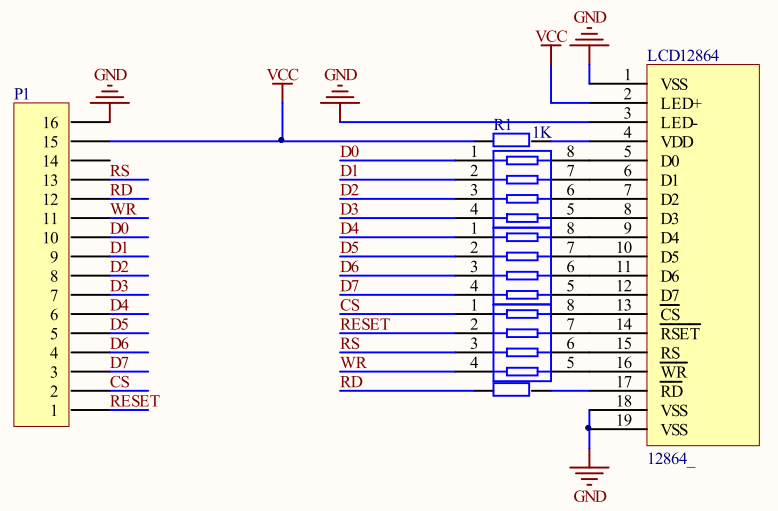 GND
VCC
LCD12864
GND
VCC
GND
P1
1 VSS
2 LED+
16
3 LED-
15
R1 1K
4 VDD
14
D0 1 8 5 D0
13 RS
D1 2 7 6 D1
12 RD
D2 3 6 7 D2
11 WR
D3 4 5 8 D3
10 D0
D4 1 8 9 D4
9 D1
D5 2 7 10 D5
8 D2
D6 3 6 11 D6
7 D3
D7 4 5 12 D7
6 D4
CS 1 8 13 CS
5 D5
RESET 2 7 14 RSET
4 D6
RS 3 6 15 RS
3 D7
WR 4 5 16 WR
2 CS
RD 17 RD
1 RESET
18 VSS
19 VSS
12864_
GND